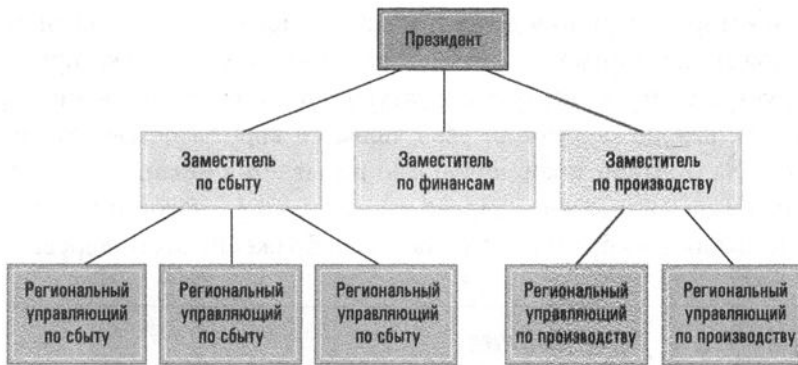 Президент
Заместитель
по сбыту
Заместитель
по финансам
Заместитель
по производству
Региональный
управляющий
по сбыту
Региональный
управляющий
по сбыту
Региональный
управляющий
по сбыту
Региональный
управляющий
по производству
Региональный
управляющий
по производству